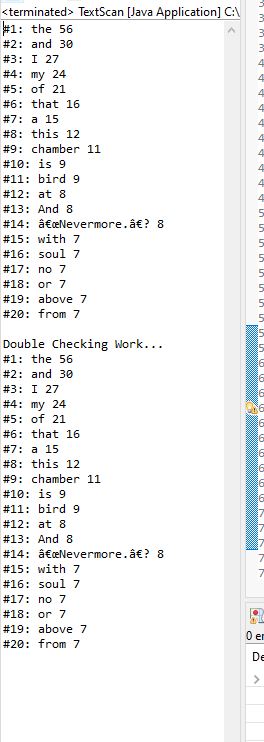 <terminated> TextScan [Java Application] C:\
#1: the 56
#2: and 30
#3: I 27
#4: my 24
#5: of 21
#6: that 16
#7: a 15
#8: this 12
#9: chamber 11
#10: is 9
#11: bird 9
#12: at 8
#13: And 8
#14: â€œNevermore.â€? 8
#15: with 7
#16: soul 7
#17: no 7
#18: or 7
#19: above 7
#20: from 7
Double Checking Work...
#1: the 56
#2: and 30
#3: I 27
#4: my 24
#5: of 21
#6: that 16
#7: a 15
#8: this 12
#9: chamber 11
#10: is 9
#11: bird 9
#12: at 8
#13: And 8
#14: â€œNevermore.â€? 8
#15: with 7
#16: soul 7
#17: no 7
#18: or 7
#19: above 7
#20: from 7